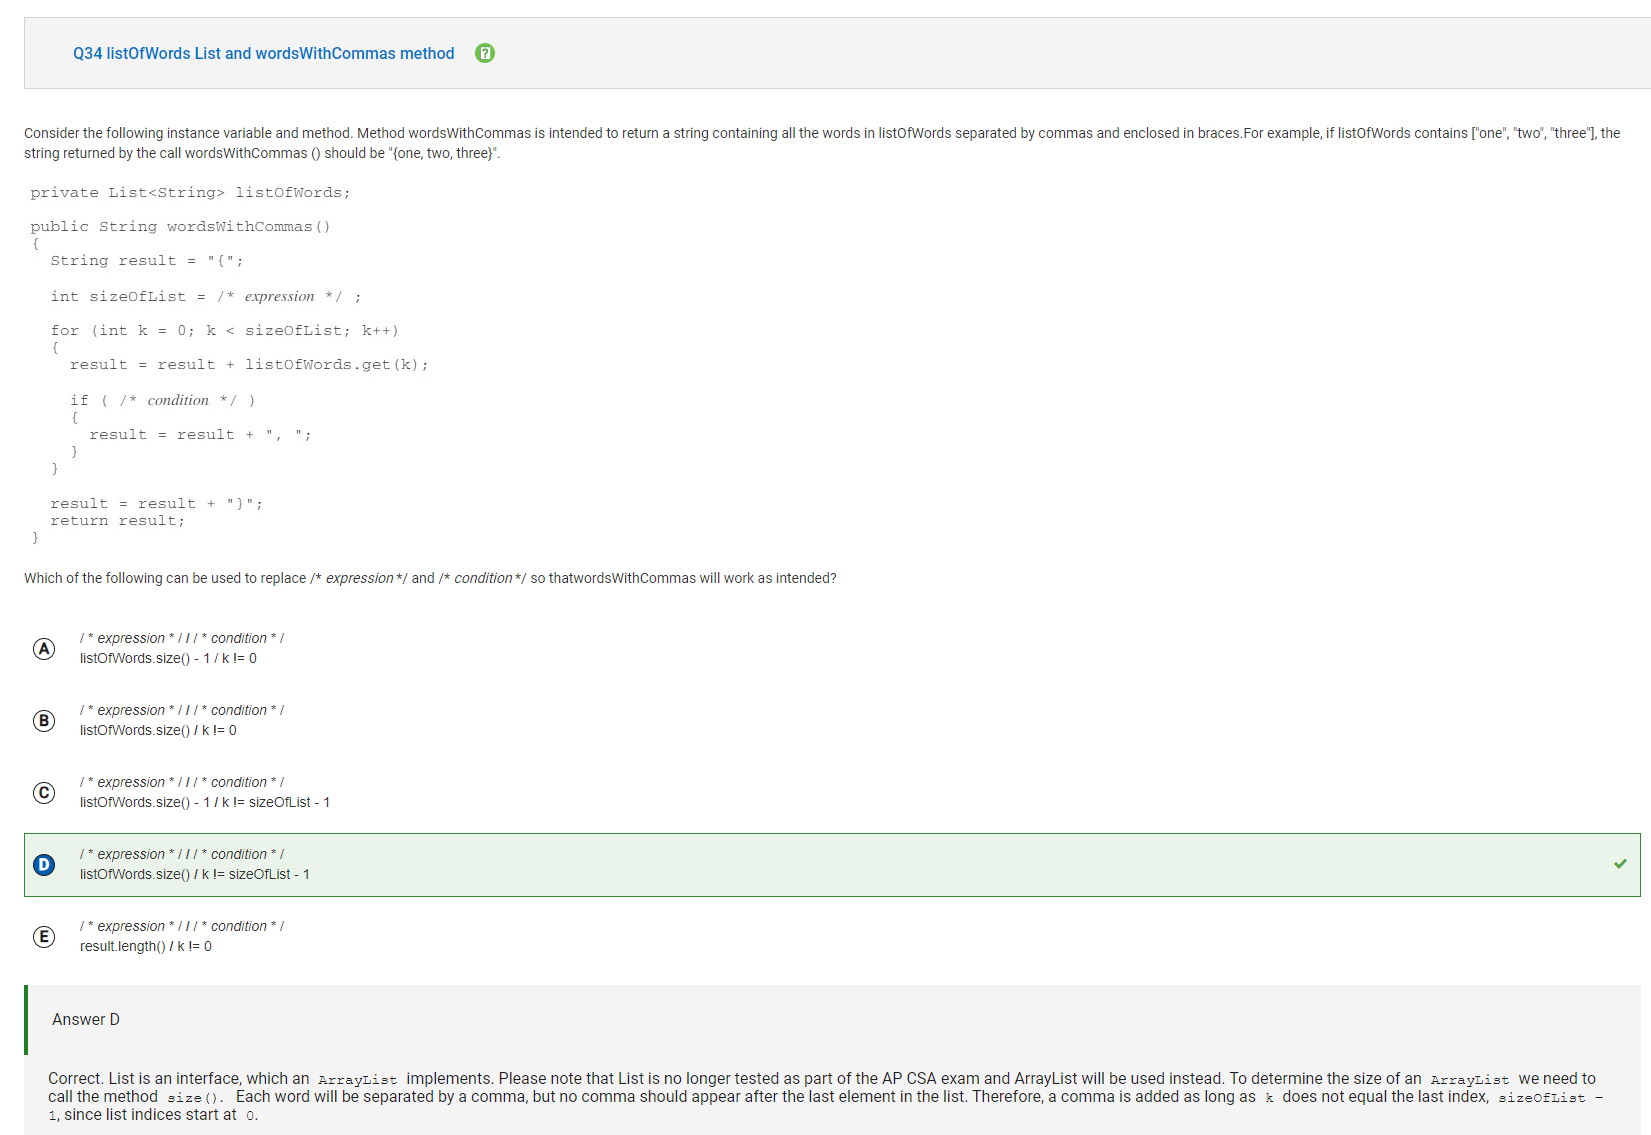 Q34 listOfWords List and wordsWithCommas method
Consider the following instance variable and method. Method wordsWithCommas is intended to return a string containing all the words in listOfWords separated by commas and enclosed in braces.For example, if listOfWords contains ["one", "two", "three"], the
string returned by the call wordsWithCommas () should be "{one, two, three}".
private List<String> listOfWords;
public String wordsWithCommas()
{
String result = "{";
int sizeOfList = /* expression */ ;
for (int k = 0; k < sizeOfList; k++)
{
result = result + listOfWords.get(k);
if ( /* condition */ )
{
result = result + ", ";
}
}
result = result + "}";
return result;
}
Which of the following can be used to replace /* expression */ and /* condition */ so thatwordsWithCommas will work as intended?
A
/ * expression * / / / * condition * /
listOfWords.size() - 1 / k != 0
B
/ * expression * / / / * condition * /
listOfWords.size() / k != 0
C
/ * expression * / / / * condition * /
listOfWords.size() - 1 / k != sizeOfList - 1
D
/ * expression * / / / * condition * /
listOfWords.size() / k != sizeOfList - 1
E
/ * expression * / / / * condition * /
result.length() / k != 0
Answer D
Correct. List is an interface, which an ArrayList implements. Please note that List is no longer tested as part of the AP CSA exam and ArrayList will be used instead. To determine the size of an ArrayList we need to
call the method size(). Each word will be separated by a comma, but no comma should appear after the last element in the list. Therefore, a comma is added as long as k does not equal the last index, sizeOfList -
1, since list indices start at 0.